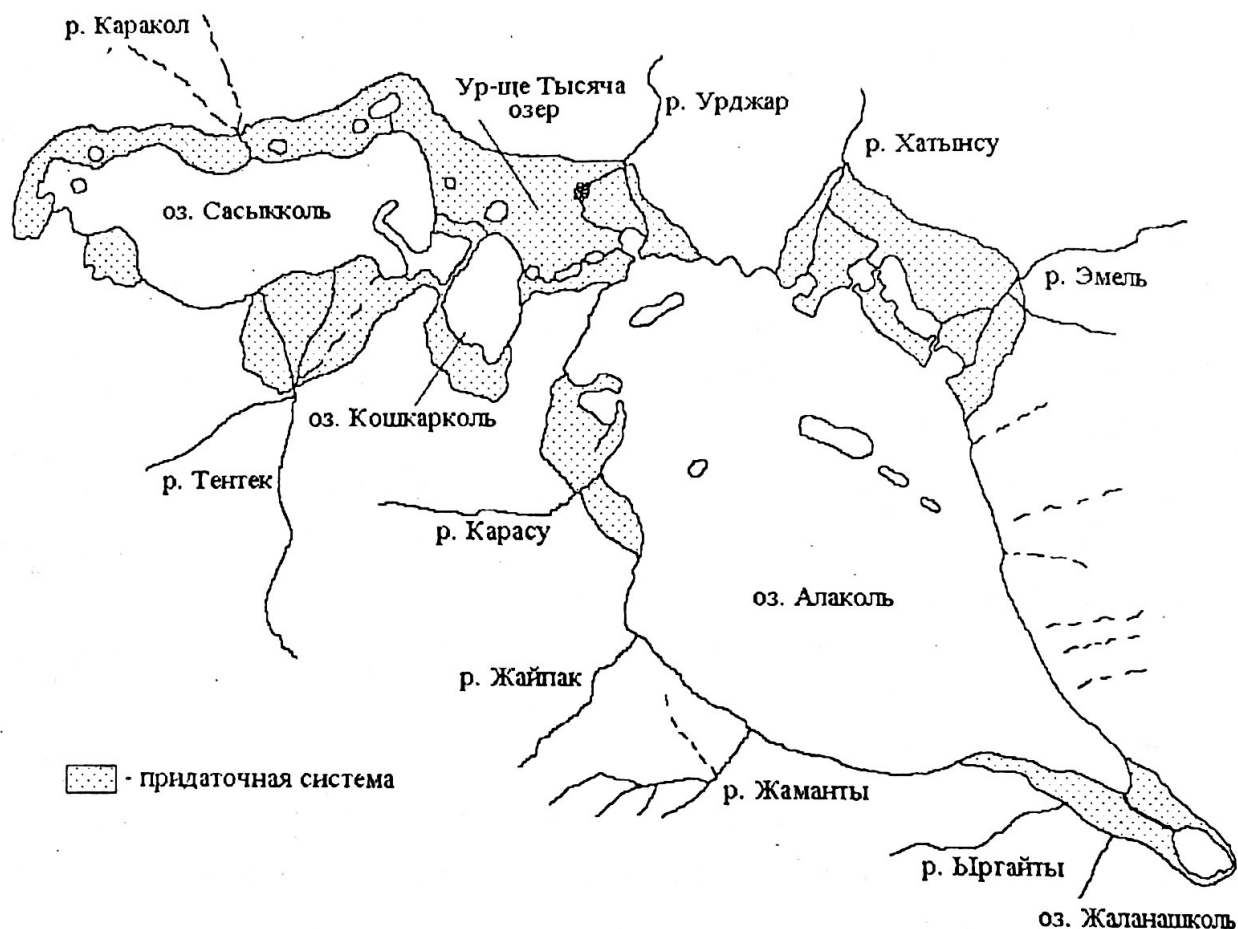 р. Каракол
Ур-ще Тысяча
озер
р. Урджар
р. Хатынсу
оз. Сасыкколь
р. Эмель
оз. Кошкарколь
р. Тентек
р. Карасу
оз. Алаколь
р. Жайпак
- придаточная система
р. Жаманты
р. Ыргайты
оз. Жаланашколь